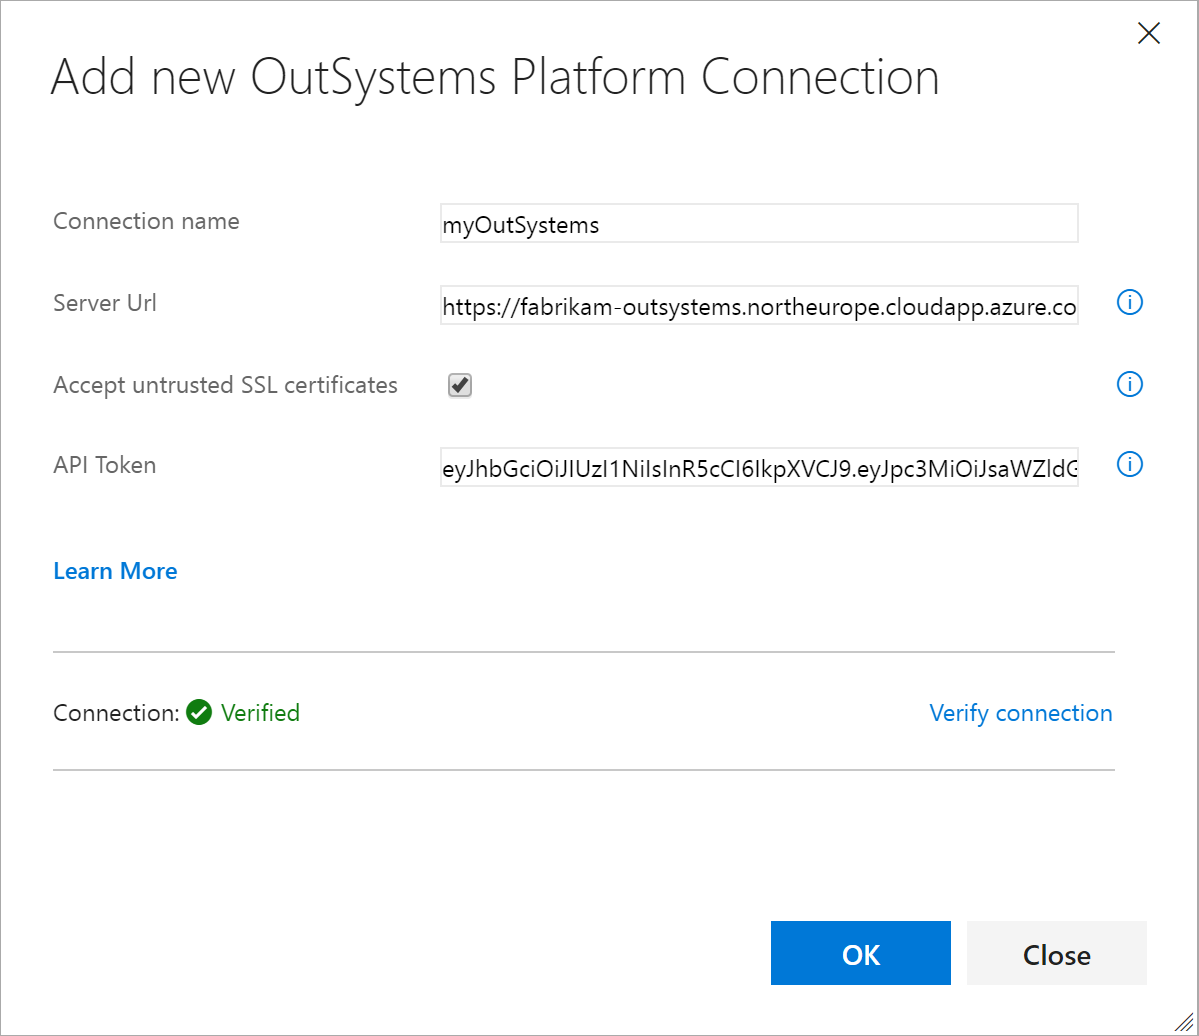 Add new OutSystems Platform Connection
Connection name
myOutSystems
Server Url
https://fabrikam-outsystems.northeurope.cloudapp.azure.co
Accept untrusted SSL certificates
API Token
eyJhbGciOiJIUzI1NiIsInR5cCI6IkpXVCJ9.eyJpc3MiOiJsaWZldG
Learn More
Connection: Verified
Verify connection
OK
Close